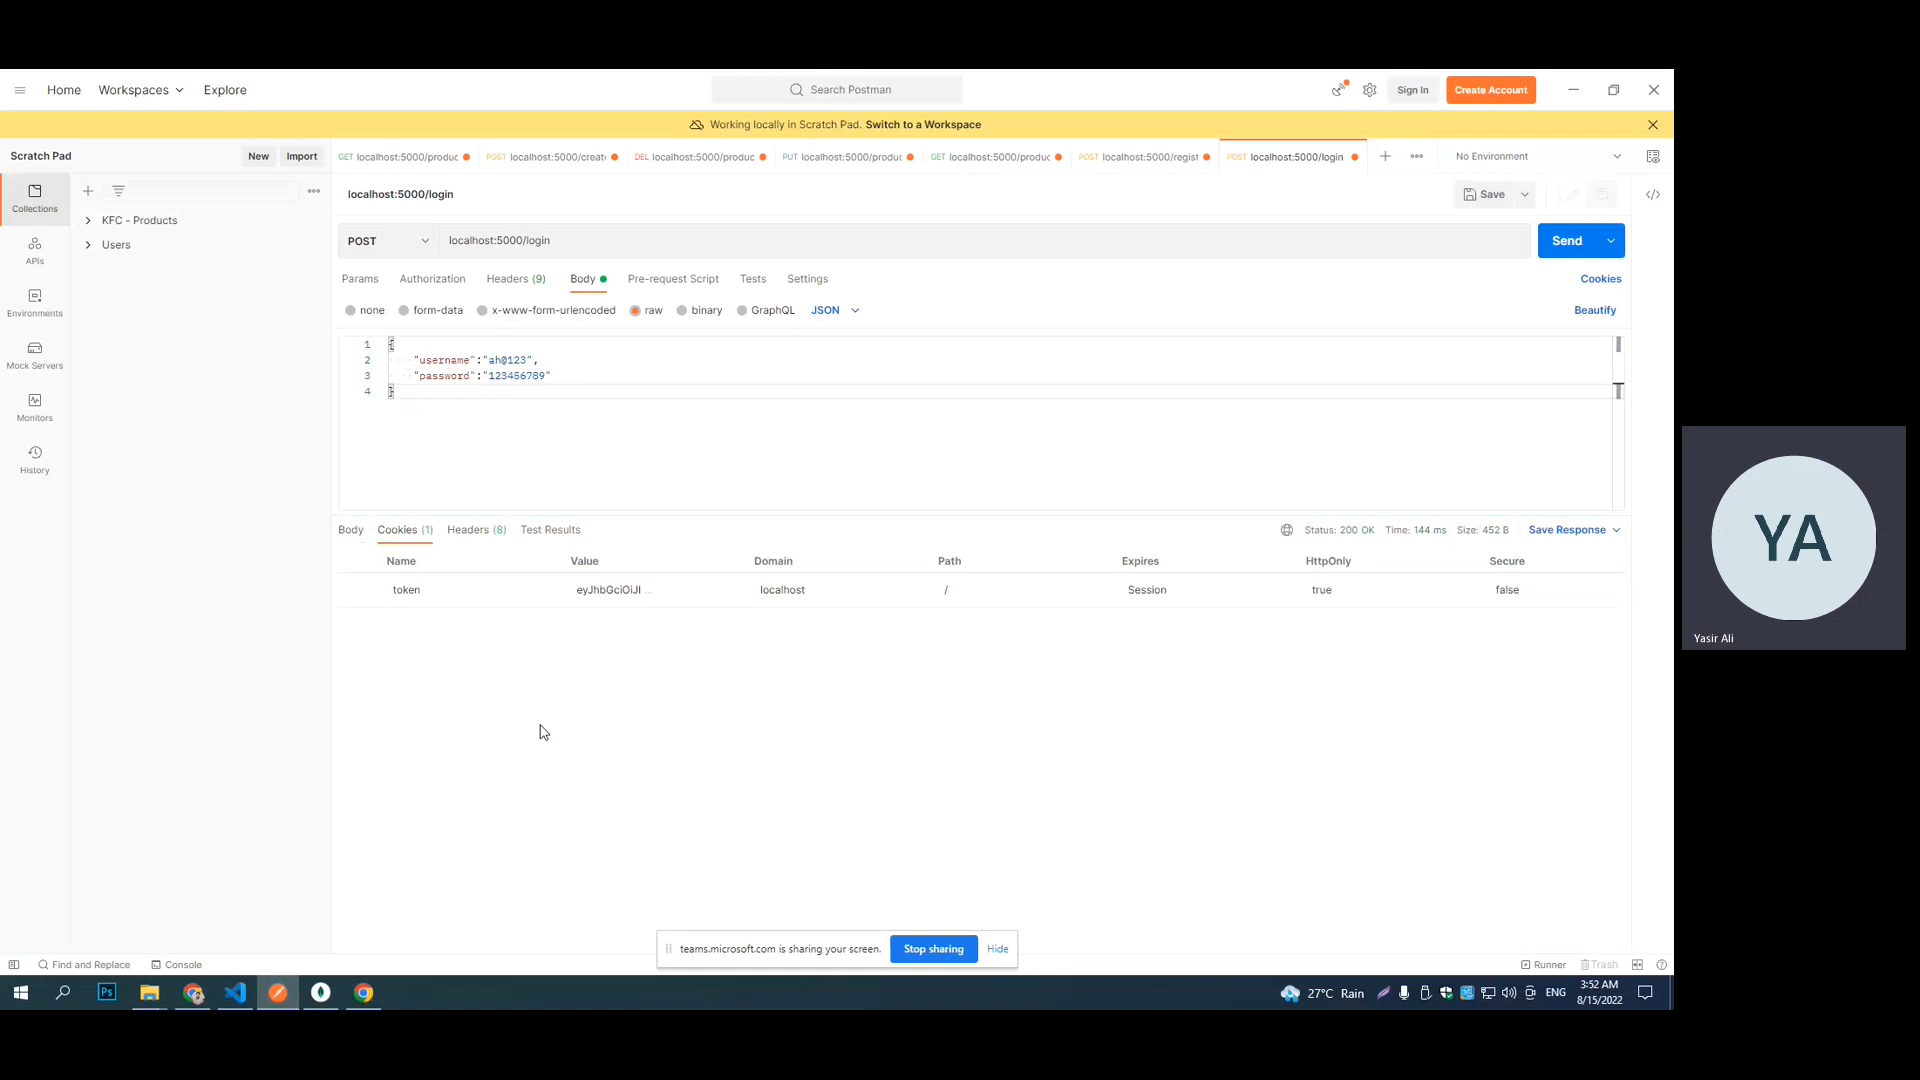 Home Workspaces Explore
Search Postman
Sign In Create Account
Working locally in Scratch Pad. Switch to a Workspace
Scratch Pad New Import
GET localhost:5000/produc
POST localhost:5000/creat
DEL localhost:5000/produc
PUT localhost:5000/produc
GET localhost:5000/produc
POST localhost:5000/regist
POST localhost:5000/login
No Environment
Collections
APIs
Environments
Mock Servers
Monitors
History
KFC - Products
Users
localhost:5000/login
Save
POST localhost:5000/login Send
Params Authorization Headers (9) Body Pre-request Script Tests Settings Cookies
none form-data x-www-form-urlencoded raw binary GraphQL JSON Beautify
1 {
2 "username":"ah@123",
3 "password":"123456789"
4 }
Body Cookies (1) Headers (8) Test Results Status: 200 OK Time: 144 ms Size: 452 B Save Response
Name Value Domain Path Expires HttpOnly Secure
token eyJhbGciOiJI ... localhost / Session true false
YA
Yasir Ali
teams.microsoft.com is sharing your screen. Stop sharing Hide
Find and Replace Console Runner Trash
Ps
27°C Rain ENG
3:52 AM
8/15/2022